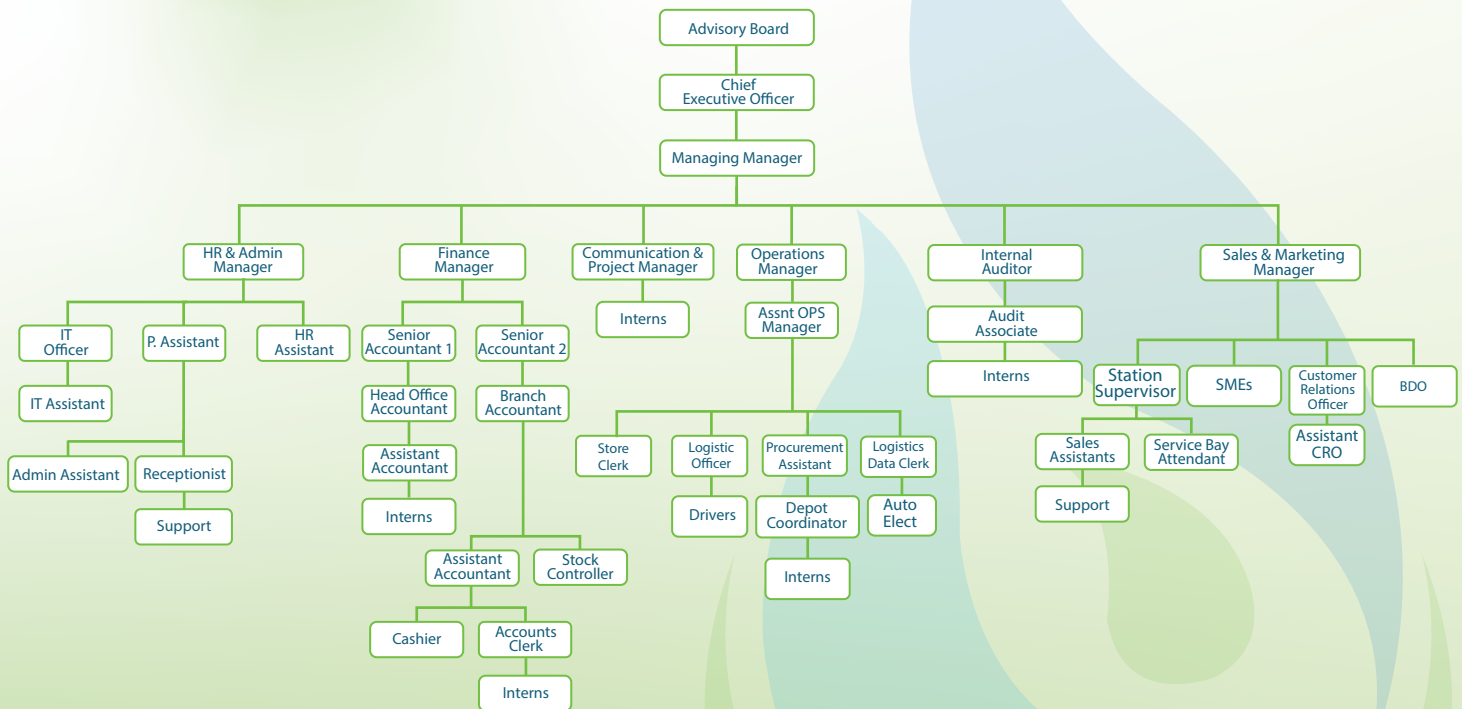 Advisory Board
Chief
Executive Officer
Managing Manager
HR & Admin
Manager
Finance
Manager
Communication &
Project Manager
Operations
Manager
Internal
Auditor
Sales & Marketing
Manager
IT
Officer
P. Assistant
HR
Assistant
Senior
Accountant 1
Senior
Accountant 2
Interns
Assnt OPS
Manager
Audit
Associate
Interns
Station
Supervisor
SMEs
Customer
Relations
Officer
BDO
IT Assistant
Head Office
Accountant
Branch
Accountant
Store
Clerk
Logistic
Officer
Procurement
Assistant
Logistics
Data Clerk
Sales
Assistants
Service Bay
Attendant
Assistant
CRO
Admin Assistant
Receptionist
Assistant
Accountant
Support
Interns
Drivers
Depot
Coordinator
Auto
Elect
Support
Assistant
Accountant
Stock
Controller
Interns
Cashier
Accounts
Clerk
Interns